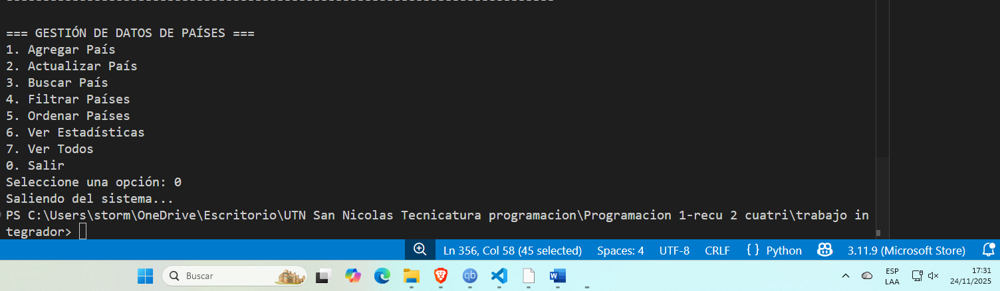 === GESTIÓN DE DATOS DE PAÍSES ===
1. Agregar País
2. Actualizar País
3. Buscar País
4. Filtrar Países
5. Ordenar Países
6. Ver Estadísticas
7. Ver Todos
0. Salir
Seleccione una opción: 0
Saliendo del sistema...
PS C:\Users\storm\OneDrive\Escritorio\UTN San Nicolas Tecnicatura programacion\Programacion 1-recu 2 cuatri\trabajo in
tegrador>
Ln 356, Col 58 (45 selected) Spaces: 4 UTF-8 CRLF { } Python 3.11.9 (Microsoft Store)
Buscar
qb
W
ESP
LAA
17:31
24/11/2025